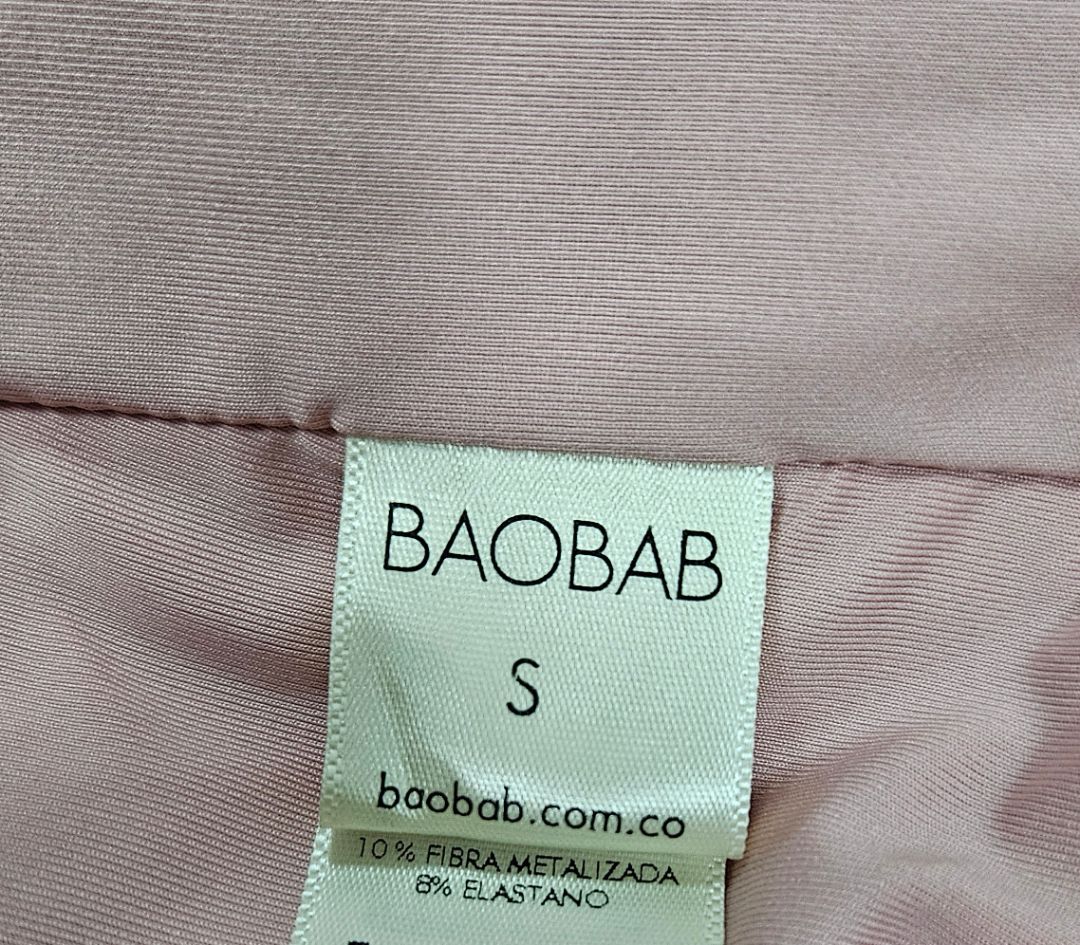 BAOBAB
S
baobab.com.co
10% FIBRA METALIZADA
8% ELASTANO